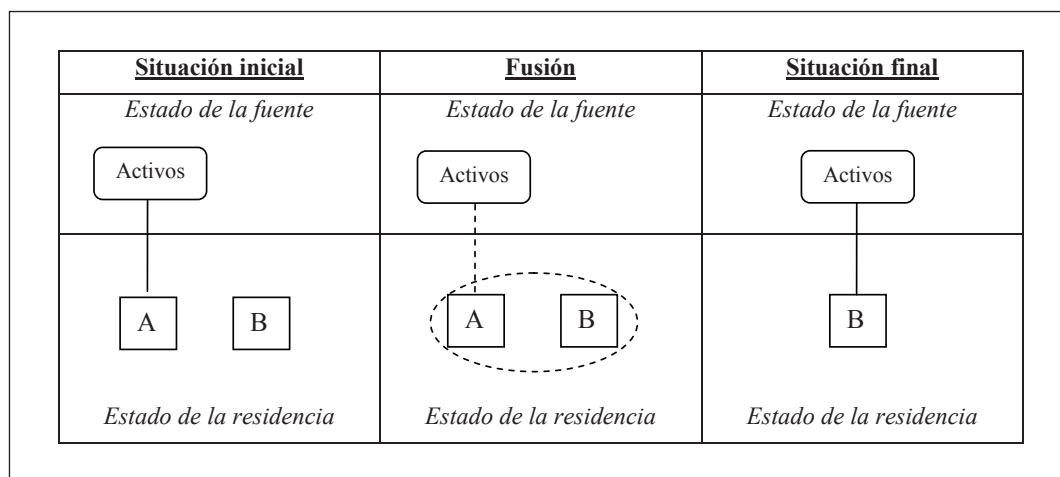 Situación inicial
Fusión
Situación final
Estado de la fuente
Estado de la fuente
Estado de la fuente
Activos
Activos
Activos
A
B
A
B
B
Estado de la residencia
Estado de la residencia
Estado de la residencia